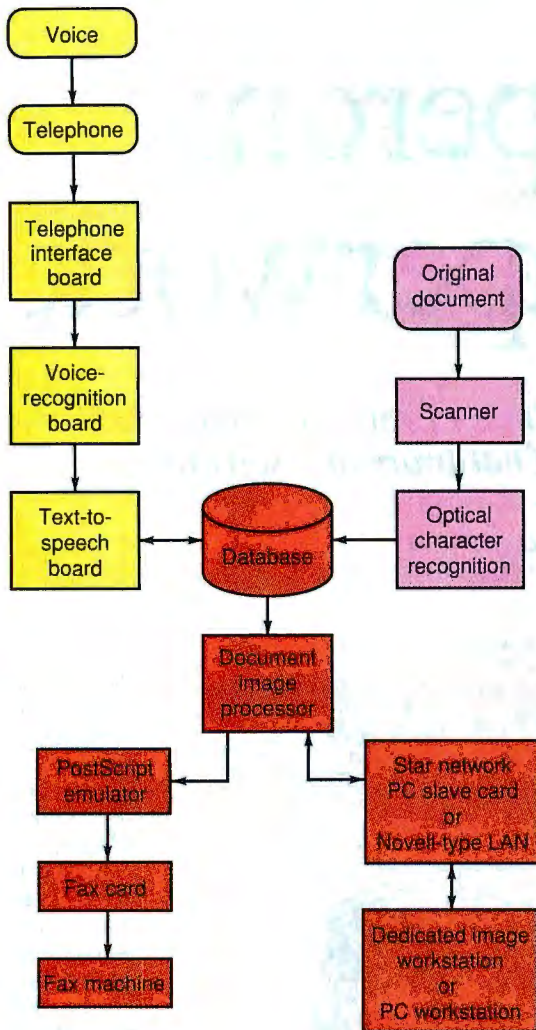 Voice
Telephone
Telephone
interface
board
Voice-
recognition
board
Text-to-
speech
board
Original
document
Scanner
Optical
character
recognition
Database
Document
image
processor
PostScript
emulator
Fax card
Fax machine
Star network
PC slave card
or
Novell-type LAN
Dedicated image
workstation
or
PC workstation